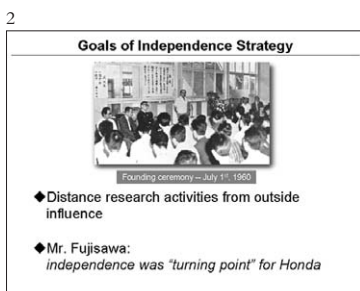 2
Goals of Independence Strategy
Founding ceremony – July 1st, 1960
◆Distance research activities from outside
influence
◆Mr. Fujisawa:
independence was "turning point" for Honda